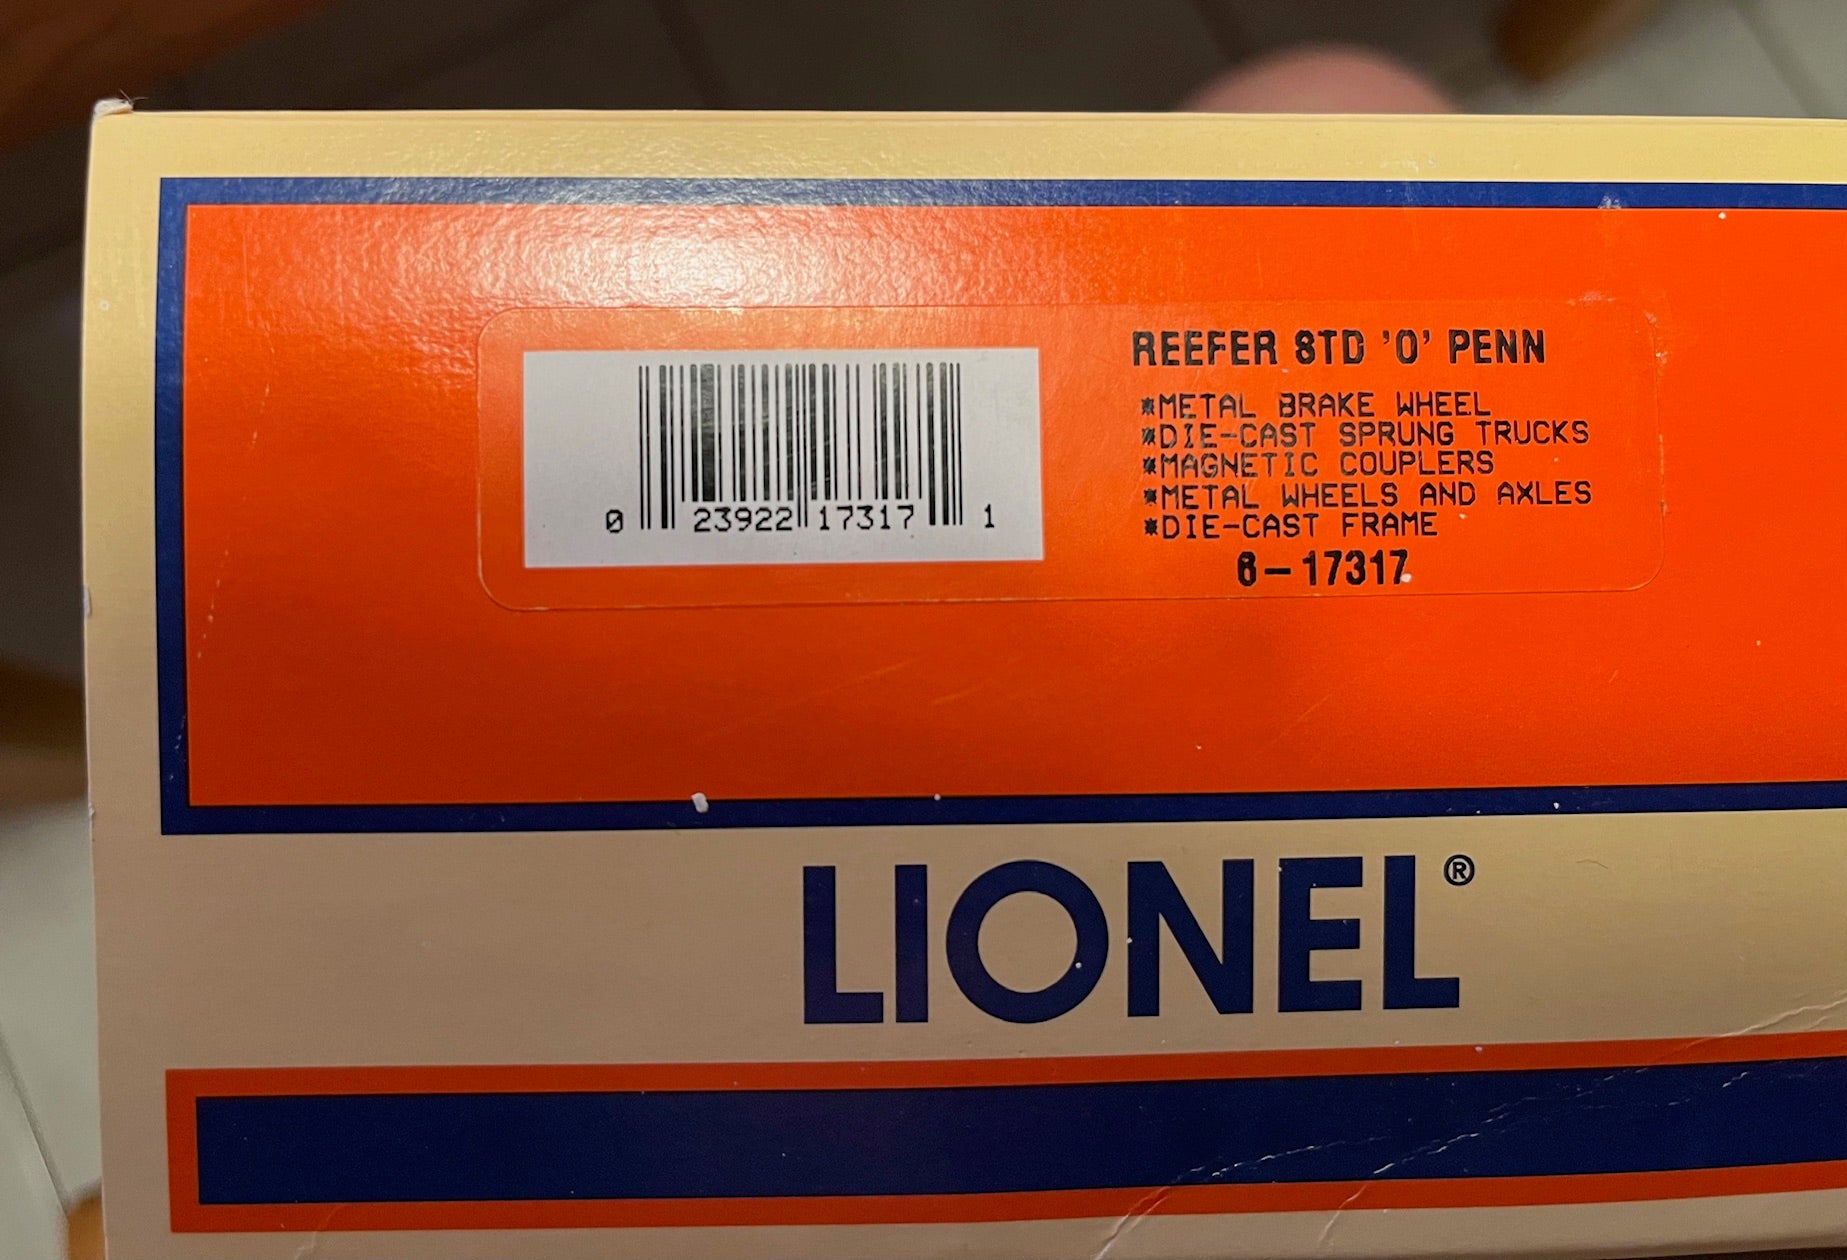 REEFER STD 'O' PENN
*METAL BRAKE WHEEL
*DIE-CAST SPRUNG TRUCKS
*MAGNETIC COUPLERS
*METAL WHEELS AND AXLES
*DIE-CAST FRAME
6-17317
0 23922 17317 1
LIONEL®